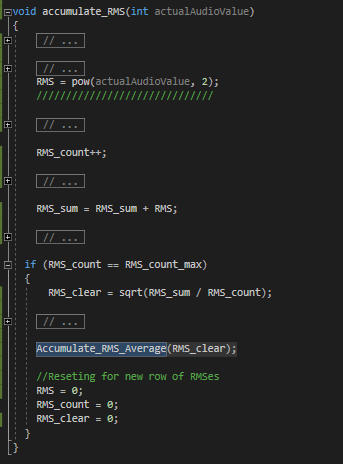 void accumulate_RMS(int actualAudioValue)
{
// ...
// ...
RMS = pow(actualAudioValue, 2);
//////////////////////////////
// ...
RMS_count++;
// ...
RMS_sum = RMS_sum + RMS;
// ...
if (RMS_count == RMS_count_max)
{
RMS_clear = sqrt(RMS_sum / RMS_count);
// ...
Accumulate_RMS_Average(RMS_clear);
//Reseting for new row of RMSes
RMS = 0;
RMS_count = 0;
RMS_clear = 0;
}
}